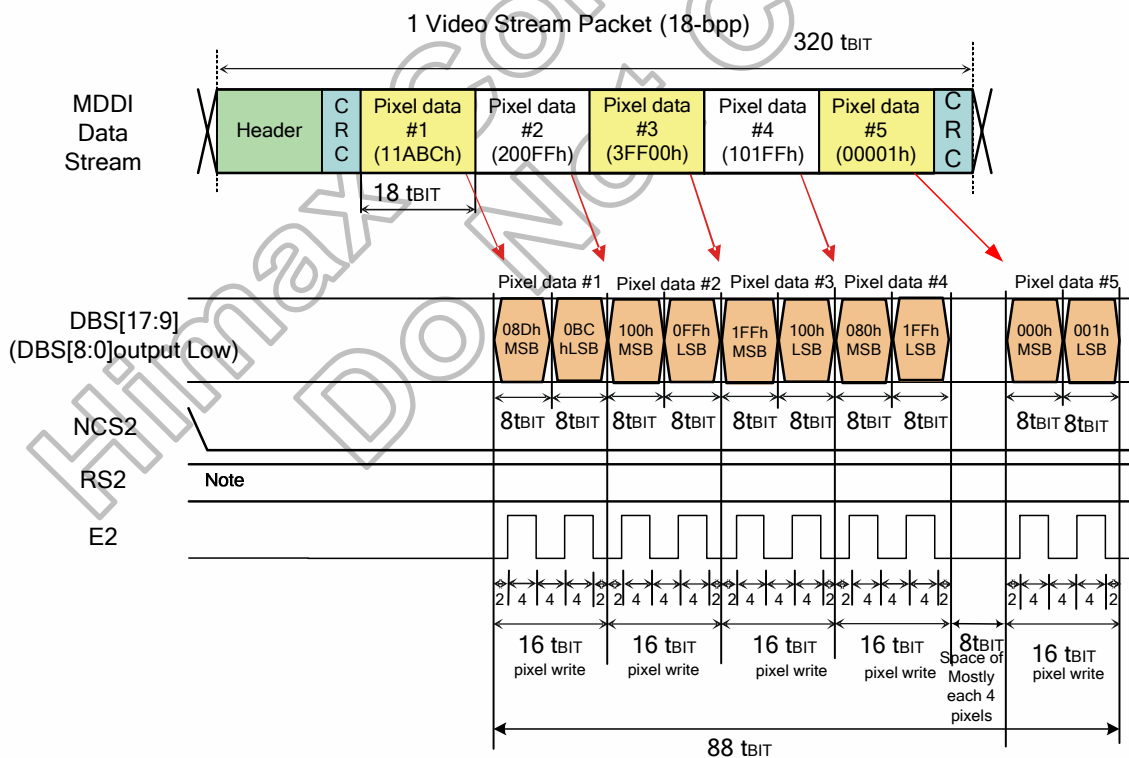 1 Video Stream Packet (18-bpp)
320 tBIT
MDDI
Data
Stream
Header
C
R
C
Pixel data
#1
(11ABCh)
Pixel data
#2
(200FFh)
Pixel data
#3
(3FF00h)
Pixel data
#4
(101FFh)
Pixel data
#5
(00001h)
C
R
C
18 tBIT
Pixel data #1
Pixel data #2
Pixel data #3
Pixel data #4
Pixel data #5
DBS[17:9]
(DBS[8:0]output Low)
08Dh
MSB
0BC
hLSB
100h
MSB
0FFh
LSB
1FFh
MSB
100h
LSB
080h
MSB
1FFh
LSB
000h
MSB
001h
LSB
8tBIT 8tBIT 8tBIT 8tBIT 8tBIT 8tBIT 8tBIT 8tBIT 8tBIT 8tBIT
NCS2
RS2
Note
E2
2 4 4 4 2 4 4 4 2 4 4 4 2 4 4 4 2 2 4 4 4 2
16 tBIT
pixel write
16 tBIT
pixel write
16 tBIT
pixel write
16 tBIT
pixel write
8tBIT
Space of
Mostly
each 4
pixels
16 tBIT
pixel write
88 tBIT
Himax Co
Do Not C